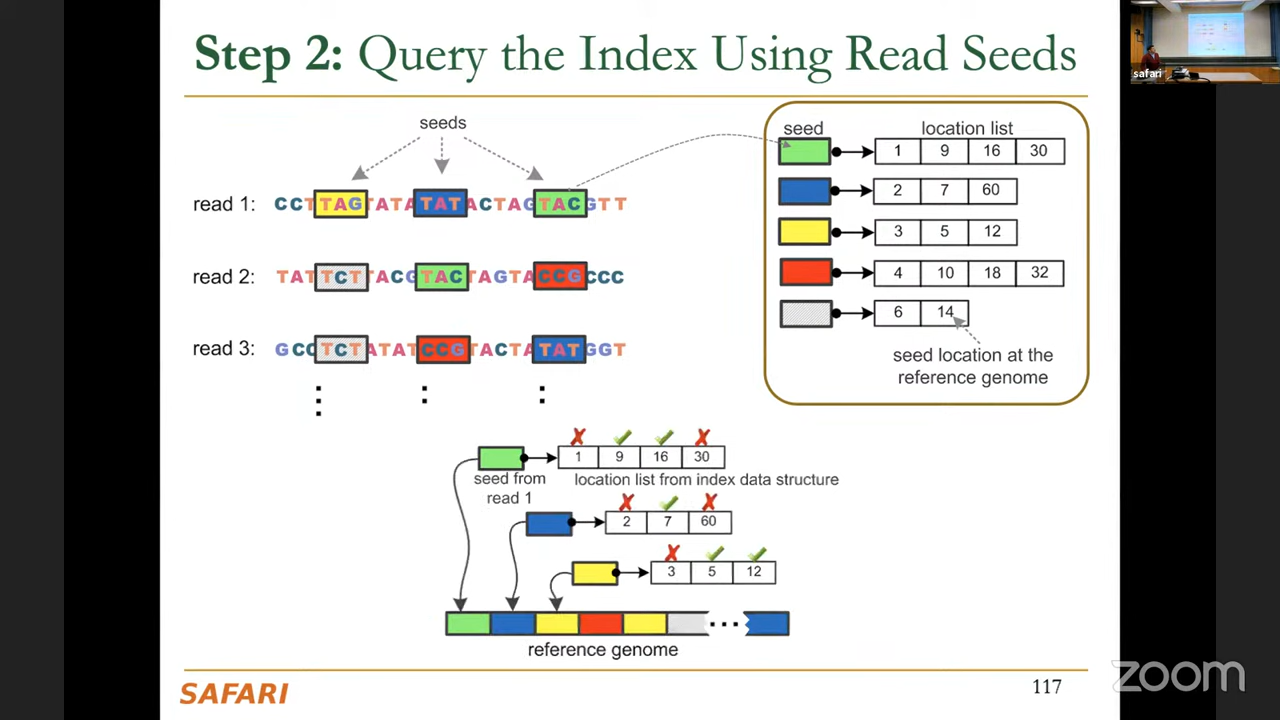 Step 2: Query the Index Using Read Seeds
safari
seeds
read 1: CCTTAGTATATATACTAGTACGTT
read 2: TATTCTTACGTACTAGTACCGCCC
read 3: GCCTCTATATCCGTACTATATGGT
seed location list
1 9 16 30
2 7 60
3 5 12
4 10 18 32
6 14
seed location at the
reference genome
1 9 16 30
seed from
read 1
location list from index data structure
2 7 60
3 5 12
reference genome
SAFARI
117
zoom